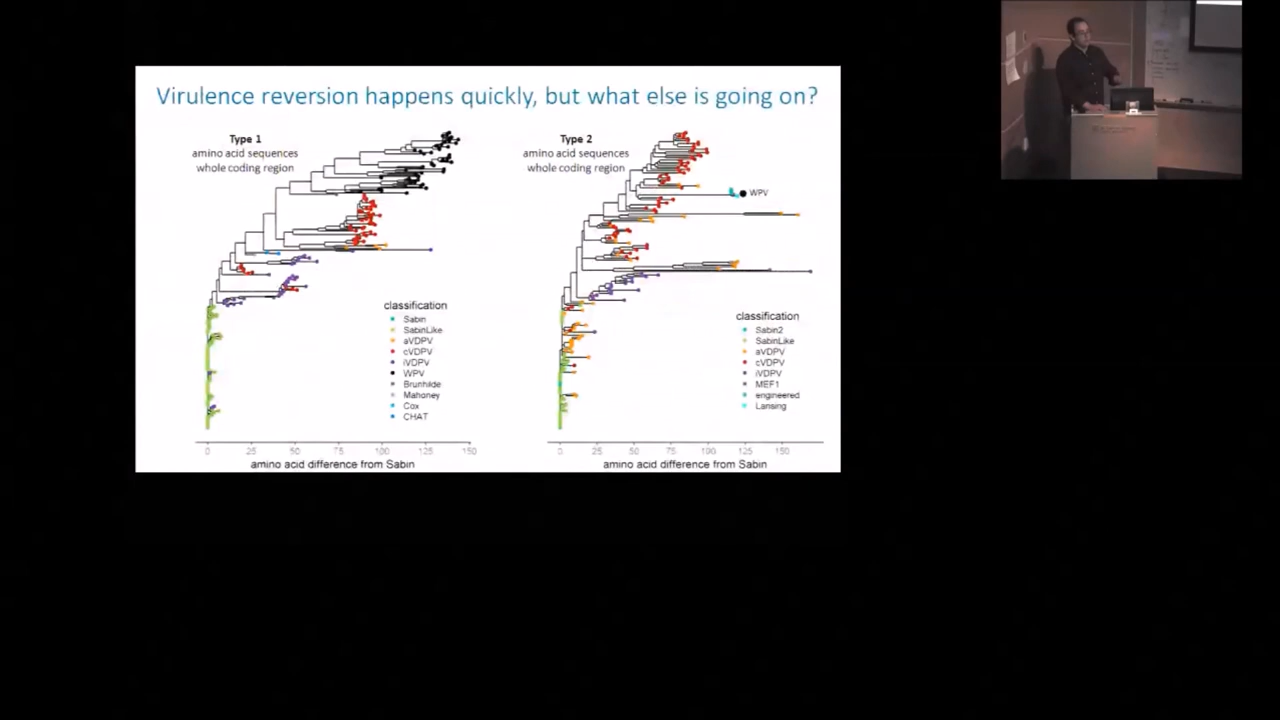 Virulence reversion happens quickly, but what else is going on?
Type 1
amino acid sequences
whole coding region
Type 2
amino acid sequences
whole coding region
WPV
classification
Sabin
SabinLike
aVDPV
cVDPV
iVDPV
WPV
Brunhilde
Mahoney
Cox
CHAT
classification
Sabin2
SabinLike
aVDPV
cVDPV
iVDPV
MEF1
engineered
Lansing
0 25 50 75 100 125 150
amino acid difference from Sabin
0 25 50 75 100 125 150
amino acid difference from Sabin